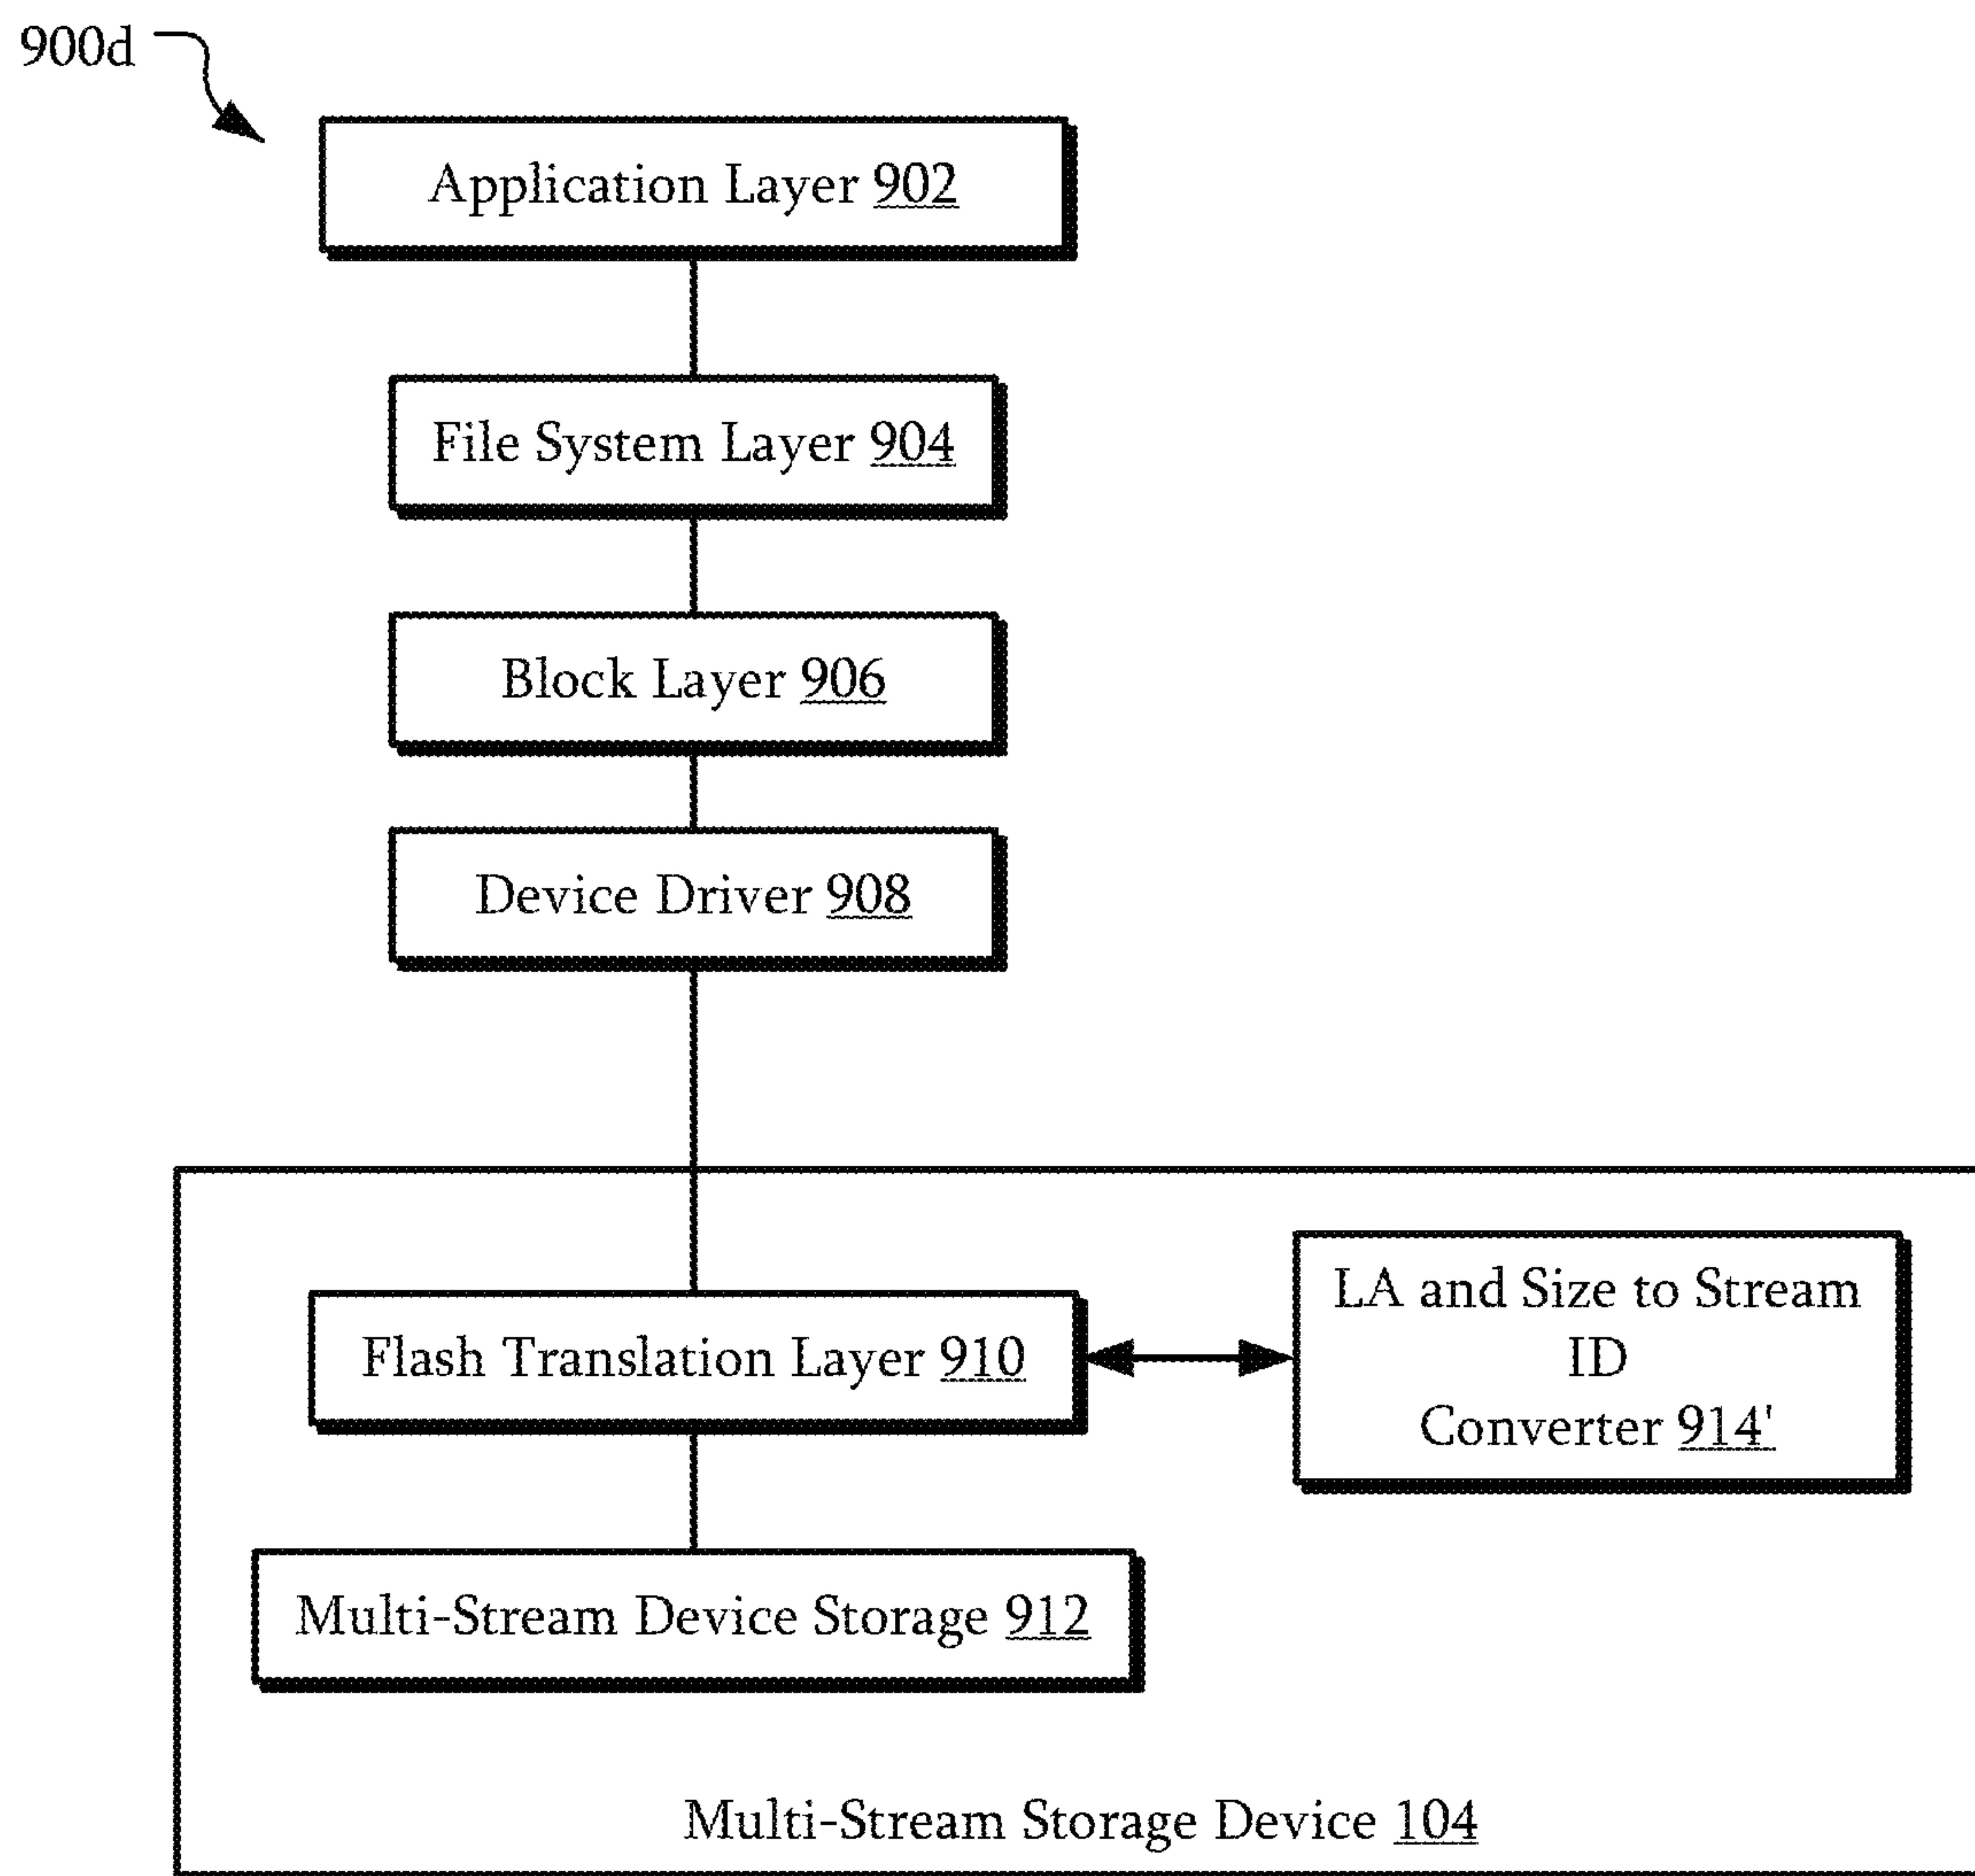 900d
Application Layer 902
File System Layer 904
Block Layer 906
Device Driver 908
Flash Translation Layer 910
LA and Size to Stream
ID
Converter 914'
Multi-Stream Device Storage 912
Multi-Stream Storage Device 104